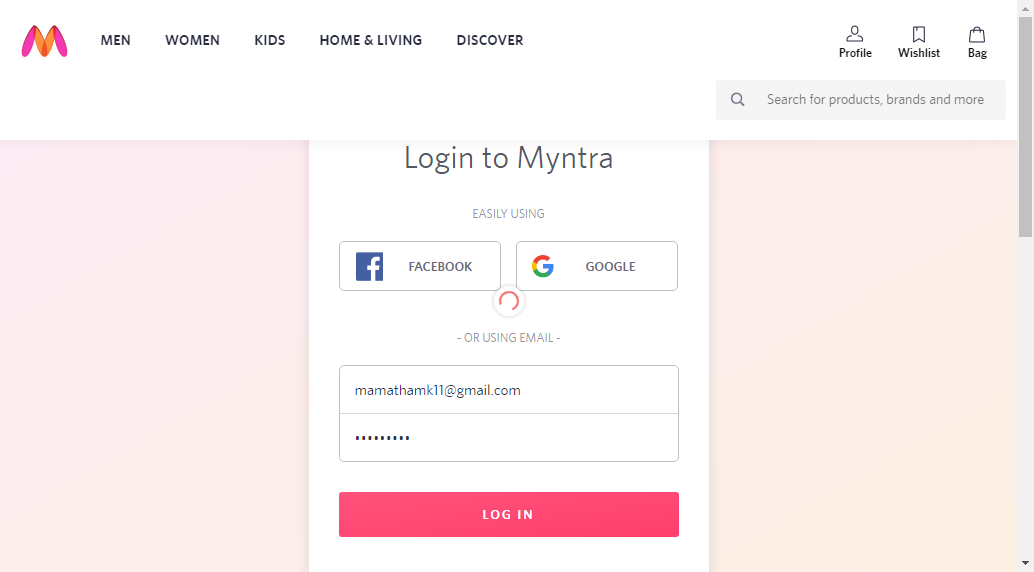 MEN WOMEN KIDS HOME & LIVING DISCOVER
Profile Wishlist Bag
Search for products, brands and more
Login to Myntra
EASILY USING
FACEBOOK GOOGLE
- OR USING EMAIL -
mamathamk11@gmail.com
•••••••••
LOG IN